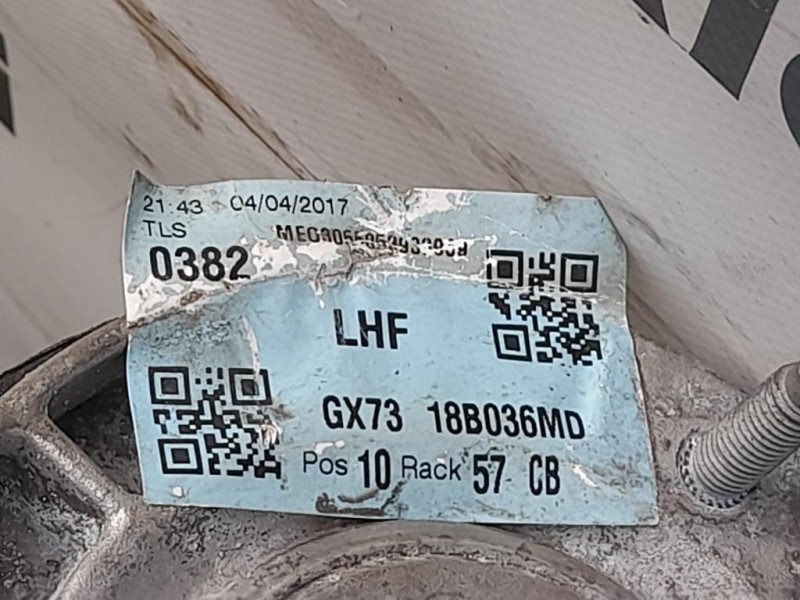 21:43 04/04/2017
TLS
0382
LHF
GX73 18B036MD
Pos 10 Rack 57 CB